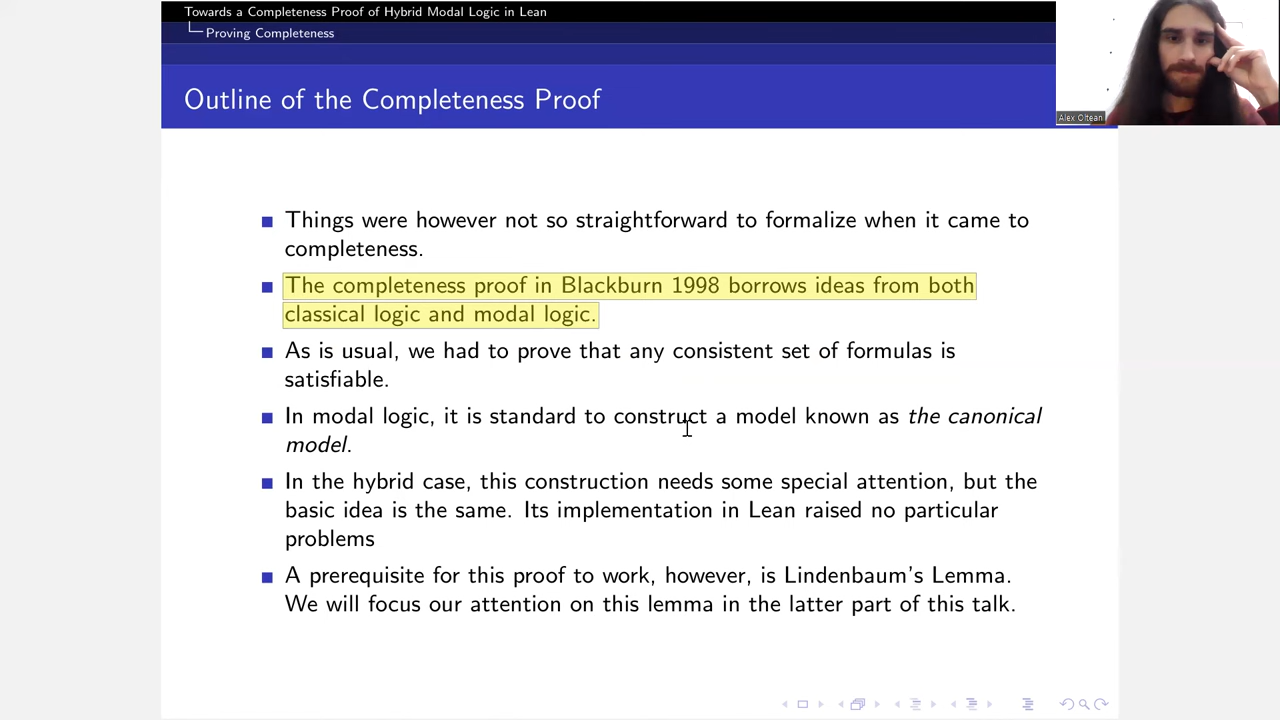 Towards a Completeness Proof of Hybrid Modal Logic in Lean
Proving Completeness
Outline of the Completeness Proof
Alex Oltean
Things were however not so straightforward to formalize when it came to
completeness.
The completeness proof in Blackburn 1998 borrows ideas from both
classical logic and modal logic.
As is usual, we had to prove that any consistent set of formulas is
satisfiable.
In modal logic, it is standard to construct a model known as the canonical
model.
In the hybrid case, this construction needs some special attention, but the
basic idea is the same. Its implementation in Lean raised no particular
problems
A prerequisite for this proof to work, however, is Lindenbaum's Lemma.
We will focus our attention on this lemma in the latter part of this talk.